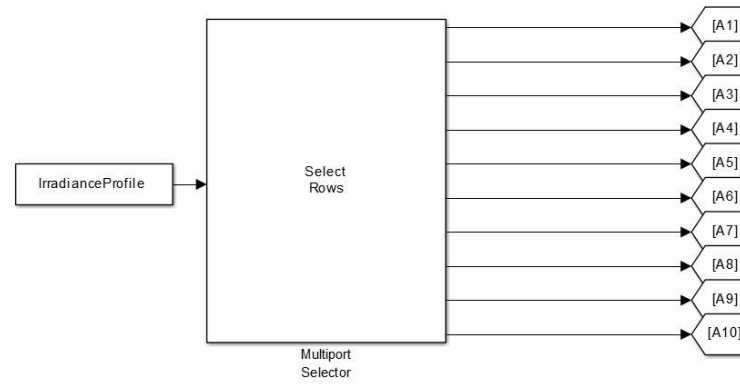 [A1]
[A2]
[A3]
[A4]
[A5]
[A6]
[A7]
[A8]
[A9]
[A10]
IrradianceProfile
Select
Rows
Multiport
Selector